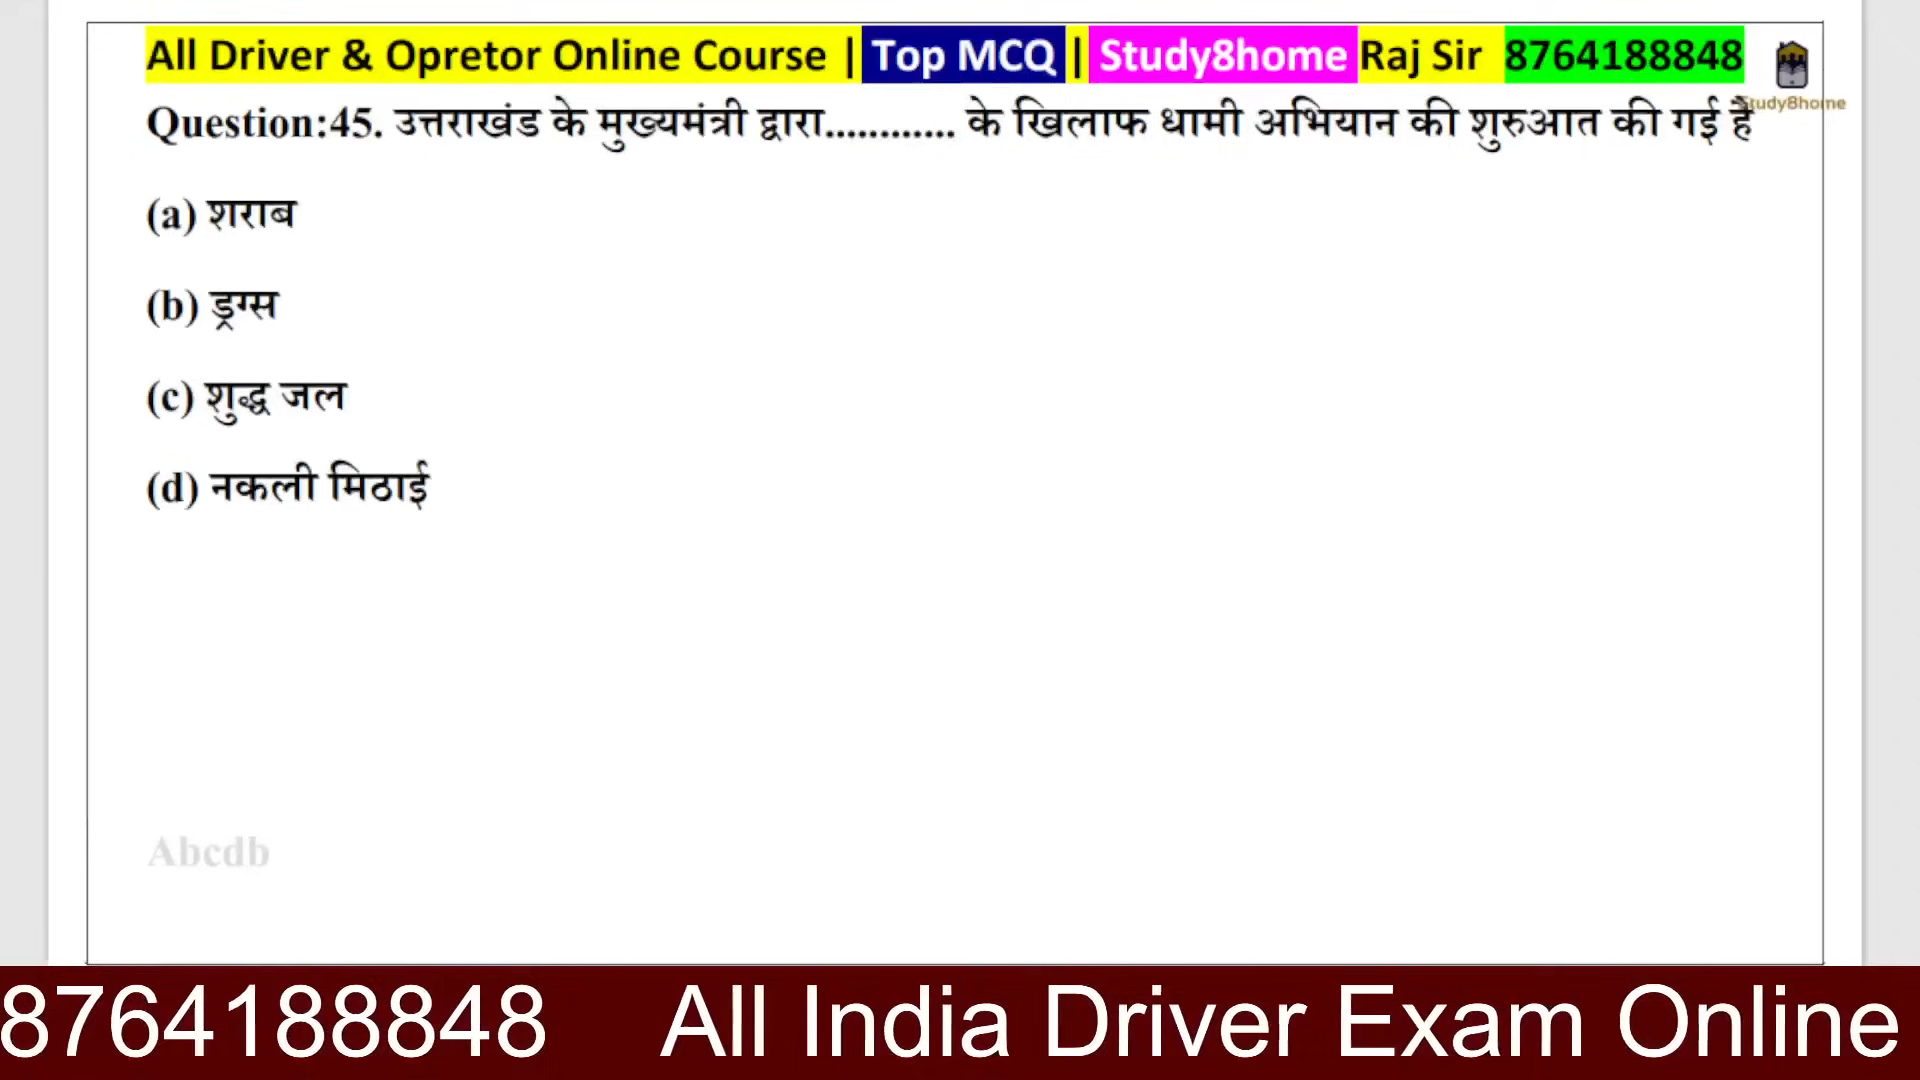 All Driver & Opretor Online Course | Top MCQ | Study8home Raj Sir 8764188848
Study8home
Question:45. उत्तराखंड के मुख्यमंत्री द्वारा............ के खिलाफ धामी अभियान की शुरुआत की गई है
(a) शराब
(b) ड्रग्स
(c) शुद्ध जल
(d) नकली मिठाई
Abcdb
8764188848 All India Driver Exam Online